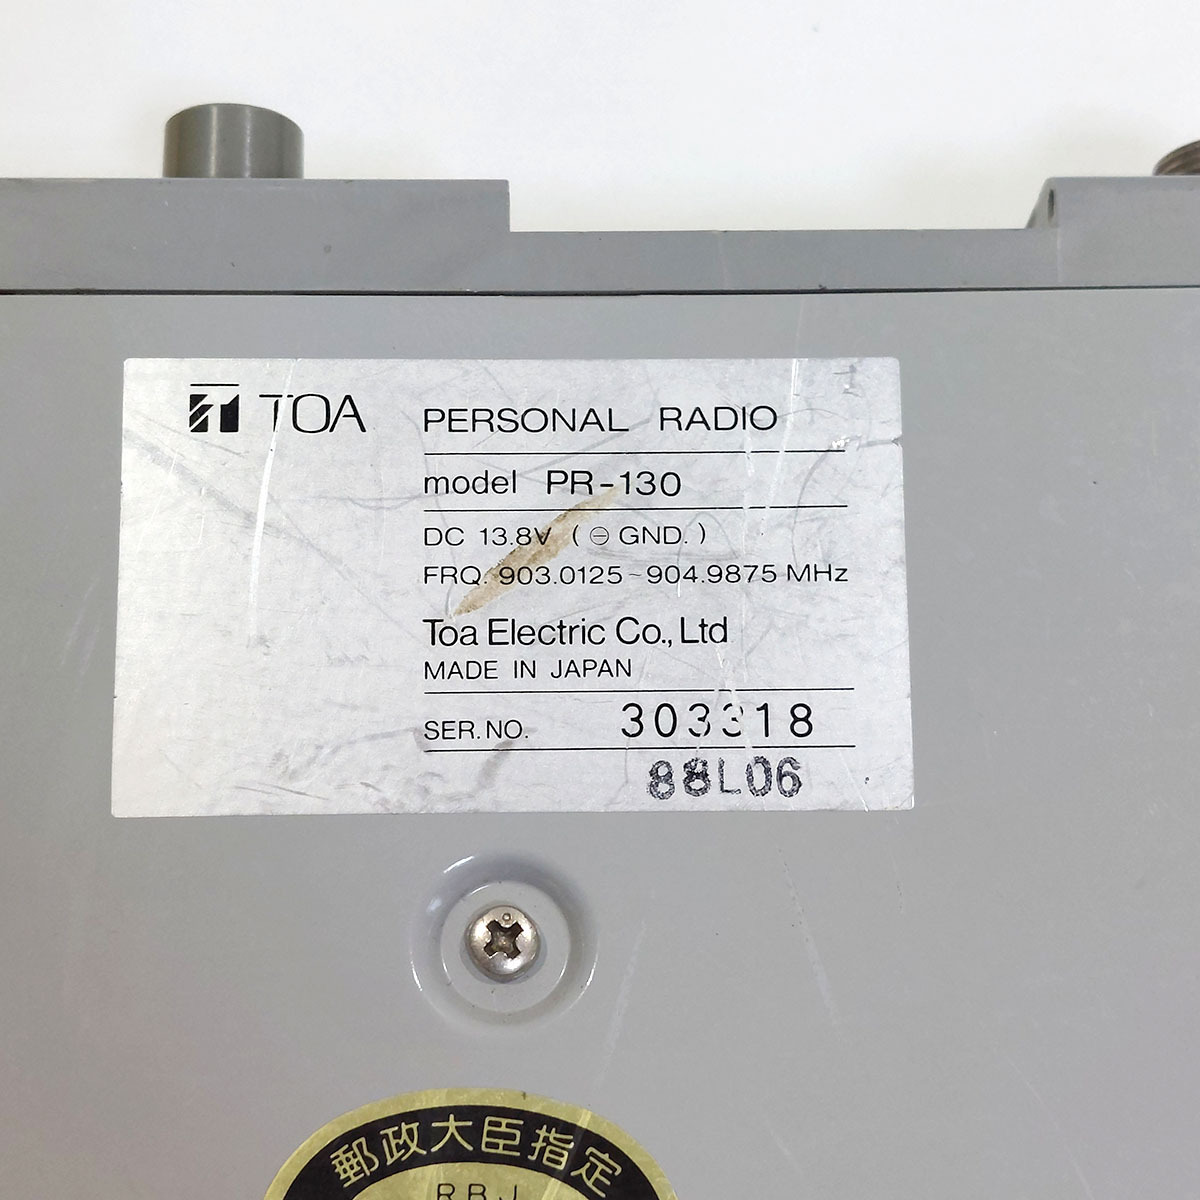 TOA PERSONAL RADIO
model PR-130
DC 13.8V ( ⊖ GND. )
FRQ. 903.0125~904.9875 MHz
Toa Electric Co., Ltd
MADE IN JAPAN
SER. NO. 303318
88L06
郵政大臣指定
RBJ